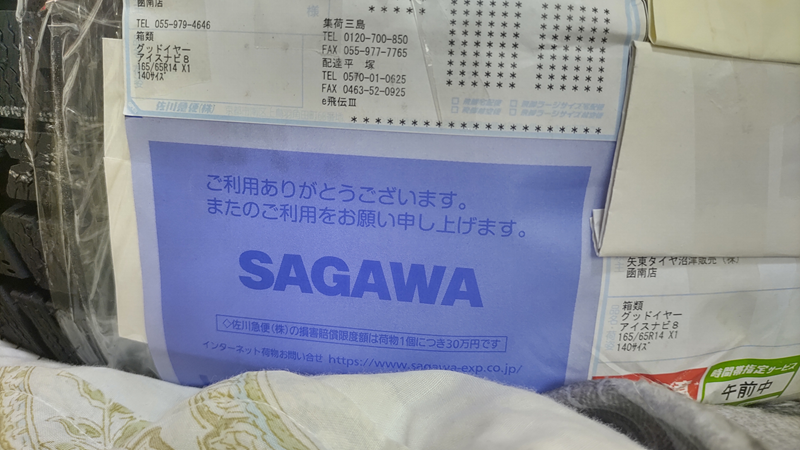 函南店
様
TEL 055-979-4646
箱類
グッドイヤー
アイスナビ8
165/65R14 X1
140サイズ
佐川急便(株)
集荷三島
TEL 0120-700-850
FAX 055-977-7765
配達平 塚
TEL 0570-01-0625
FAX 0463-52-0925
e飛伝Ⅲ
ご利用ありがとうございます。
またのご利用をお願い申し上げます。
SAGAWA
◇佐川急便(株)の損害賠償限度額は荷物1個につき30万円です
インターネット荷物お問い合せ https://www.sagawa-exp.co.jp/
矢東タイヤ沼津販売(株)
函南店
箱類
グッドイヤー
アイスナビ8
165/65R14 X1
140サイズ
時間帯指定サービス
午前中